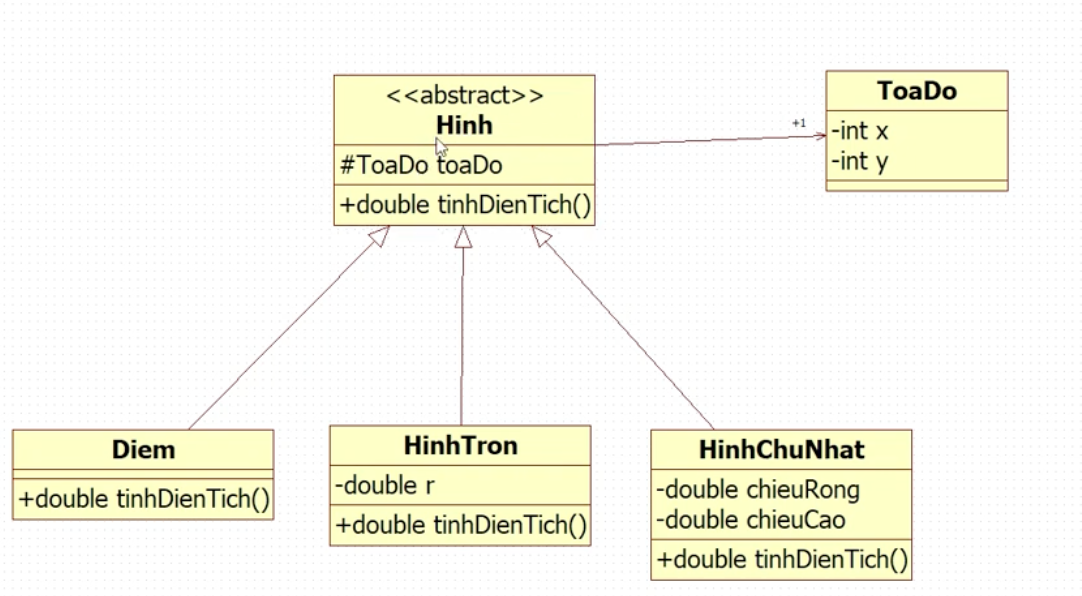 <<abstract>>
Hinh
#ToaDo toaDo
+double tinhDienTich()
+1
ToaDo
-int x
-int y
Diem
+double tinhDienTich()
HinhTron
-double r
+double tinhDienTich()
HinhChuNhat
-double chieuRong
-double chieuCao
+double tinhDienTich()